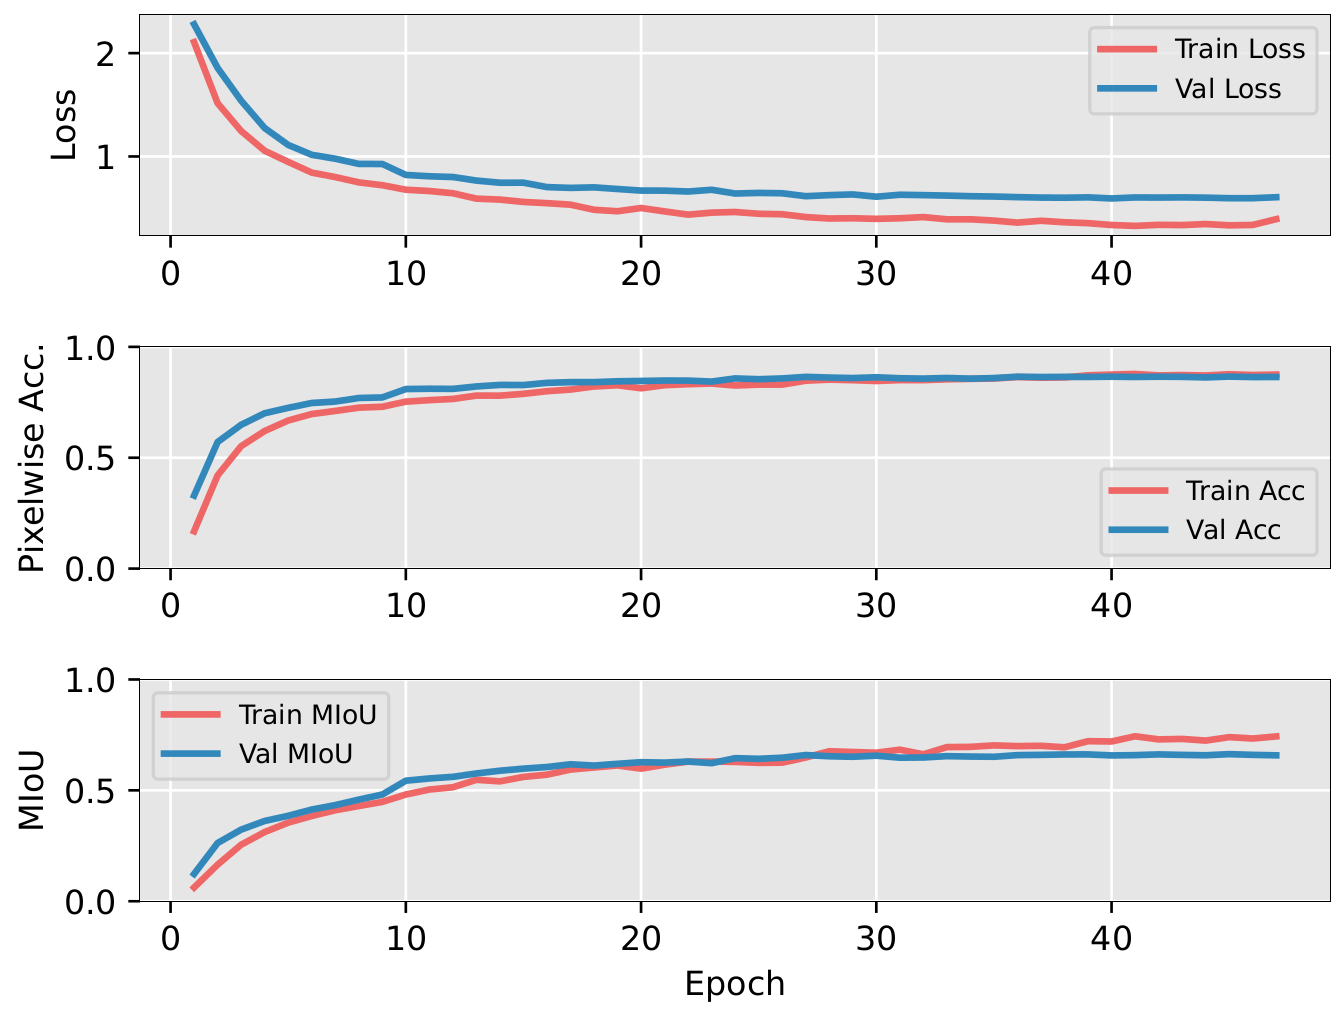 Loss
2
1
Train Loss
Val Loss
0 10 20 30 40
Pixelwise Acc.
1.0
0.5
0.0
Train Acc
Val Acc
0 10 20 30 40
MIoU
1.0
0.5
0.0
Train MIoU
Val MIoU
0 10 20 30 40
Epoch